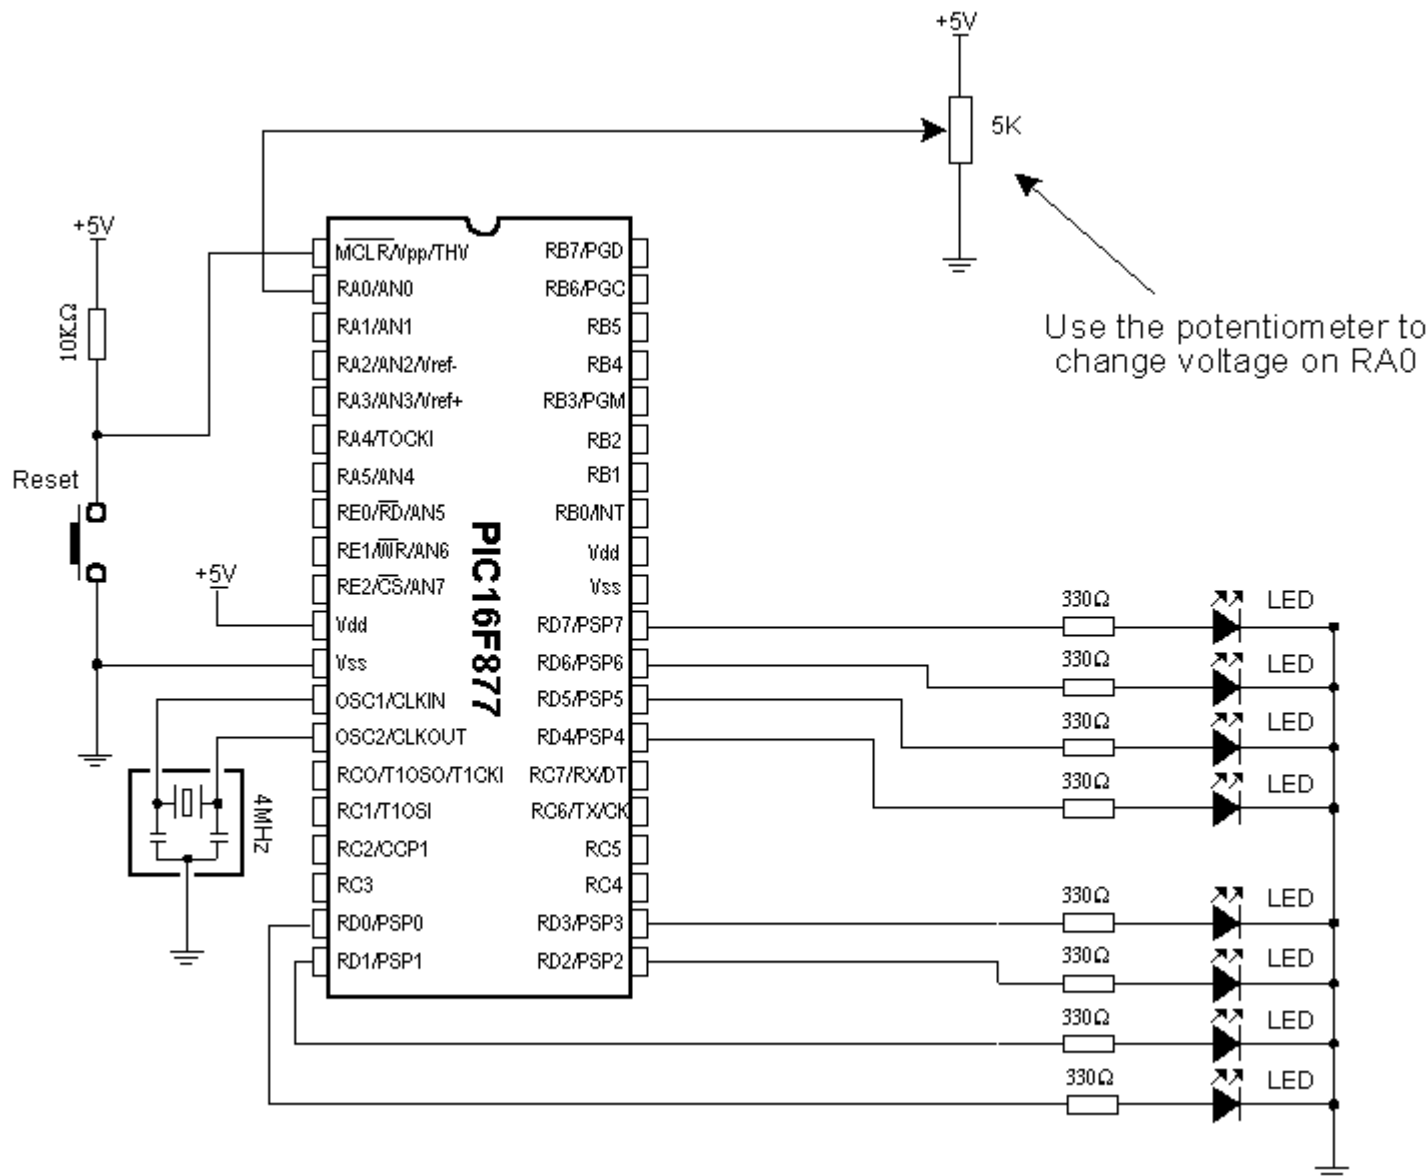 +5V
5K
Use the potentiometer to
change voltage on RA0
+5V
10KΩ
Reset
+5V
4MHz
PIC16F877
MCLR/Vpp/THV
RA0/AN0
RA1/AN1
RA2/AN2/Vref-
RA3/AN3/Vref+
RA4/TOCKI
RA5/AN4
RE0/RD/AN5
RE1/WR/AN6
RE2/CS/AN7
Vdd
Vss
OSC1/CLKIN
OSC2/CLKOUT
RC0/T1OSO/T1CKI
RC1/T1OSI
RC2/CCP1
RC3
RD0/PSP0
RD1/PSP1
RB7/PGD
RB6/PGC
RB5
RB4
RB3/PGM
RB2
RB1
RB0/INT
Vdd
Vss
RD7/PSP7
RD6/PSP6
RD5/PSP5
RD4/PSP4
RC7/RX/DT
RC6/TX/CK
RC5
RC4
RD3/PSP3
RD2/PSP2
330Ω LED
330Ω LED
330Ω LED
330Ω LED
330Ω LED
330Ω LED
330Ω LED
330Ω LED